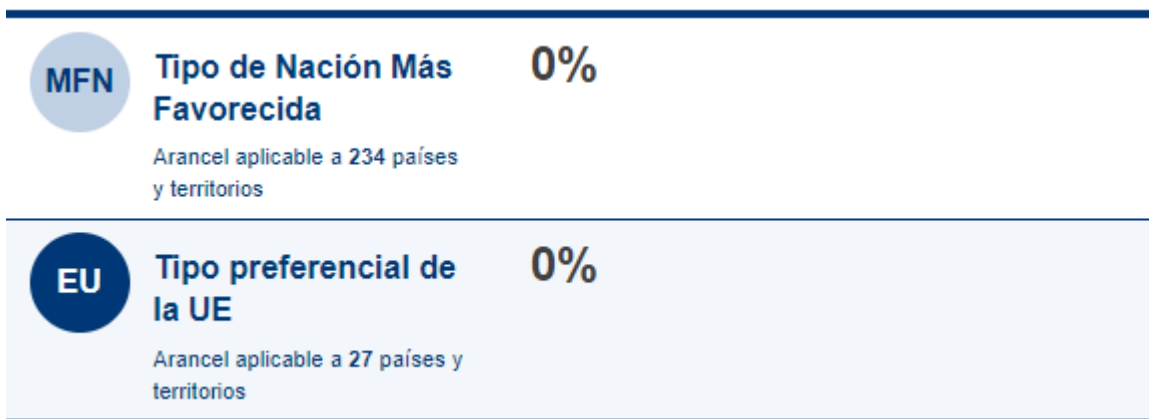 MFN
Tipo de Nación Más
Favorecida
0%
Arancel aplicable a 234 países
y territorios
EU
Tipo preferencial de
la UE
0%
Arancel aplicable a 27 países y
territorios